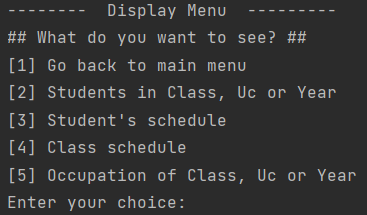 --------  Display Menu  ---------
## What do you want to see? ##
[1] Go back to main menu
[2] Students in Class, Uc or Year
[3] Student's schedule
[4] Class schedule
[5] Occupation of Class, Uc or Year
Enter your choice: